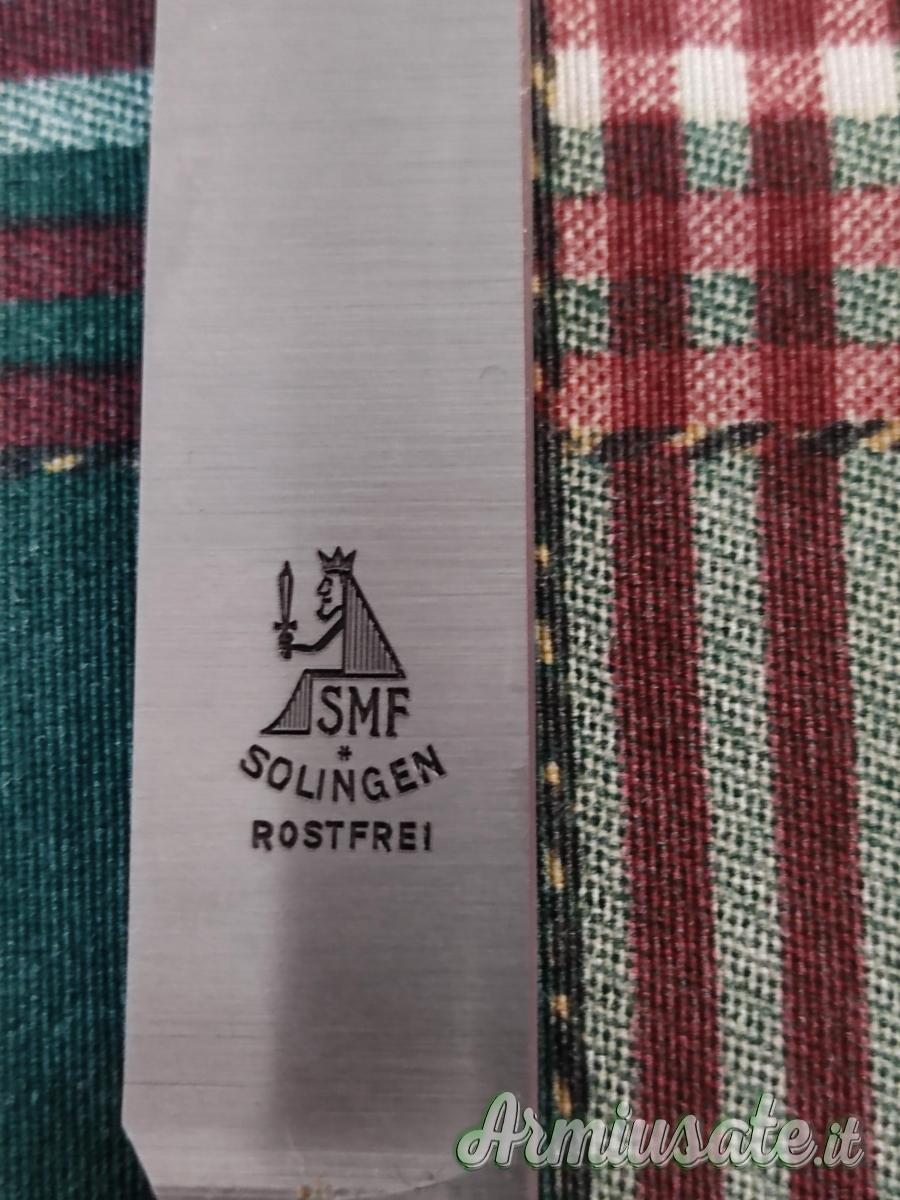 SMF
*
SOLINGEN
ROSTFREI
Armiusate.it